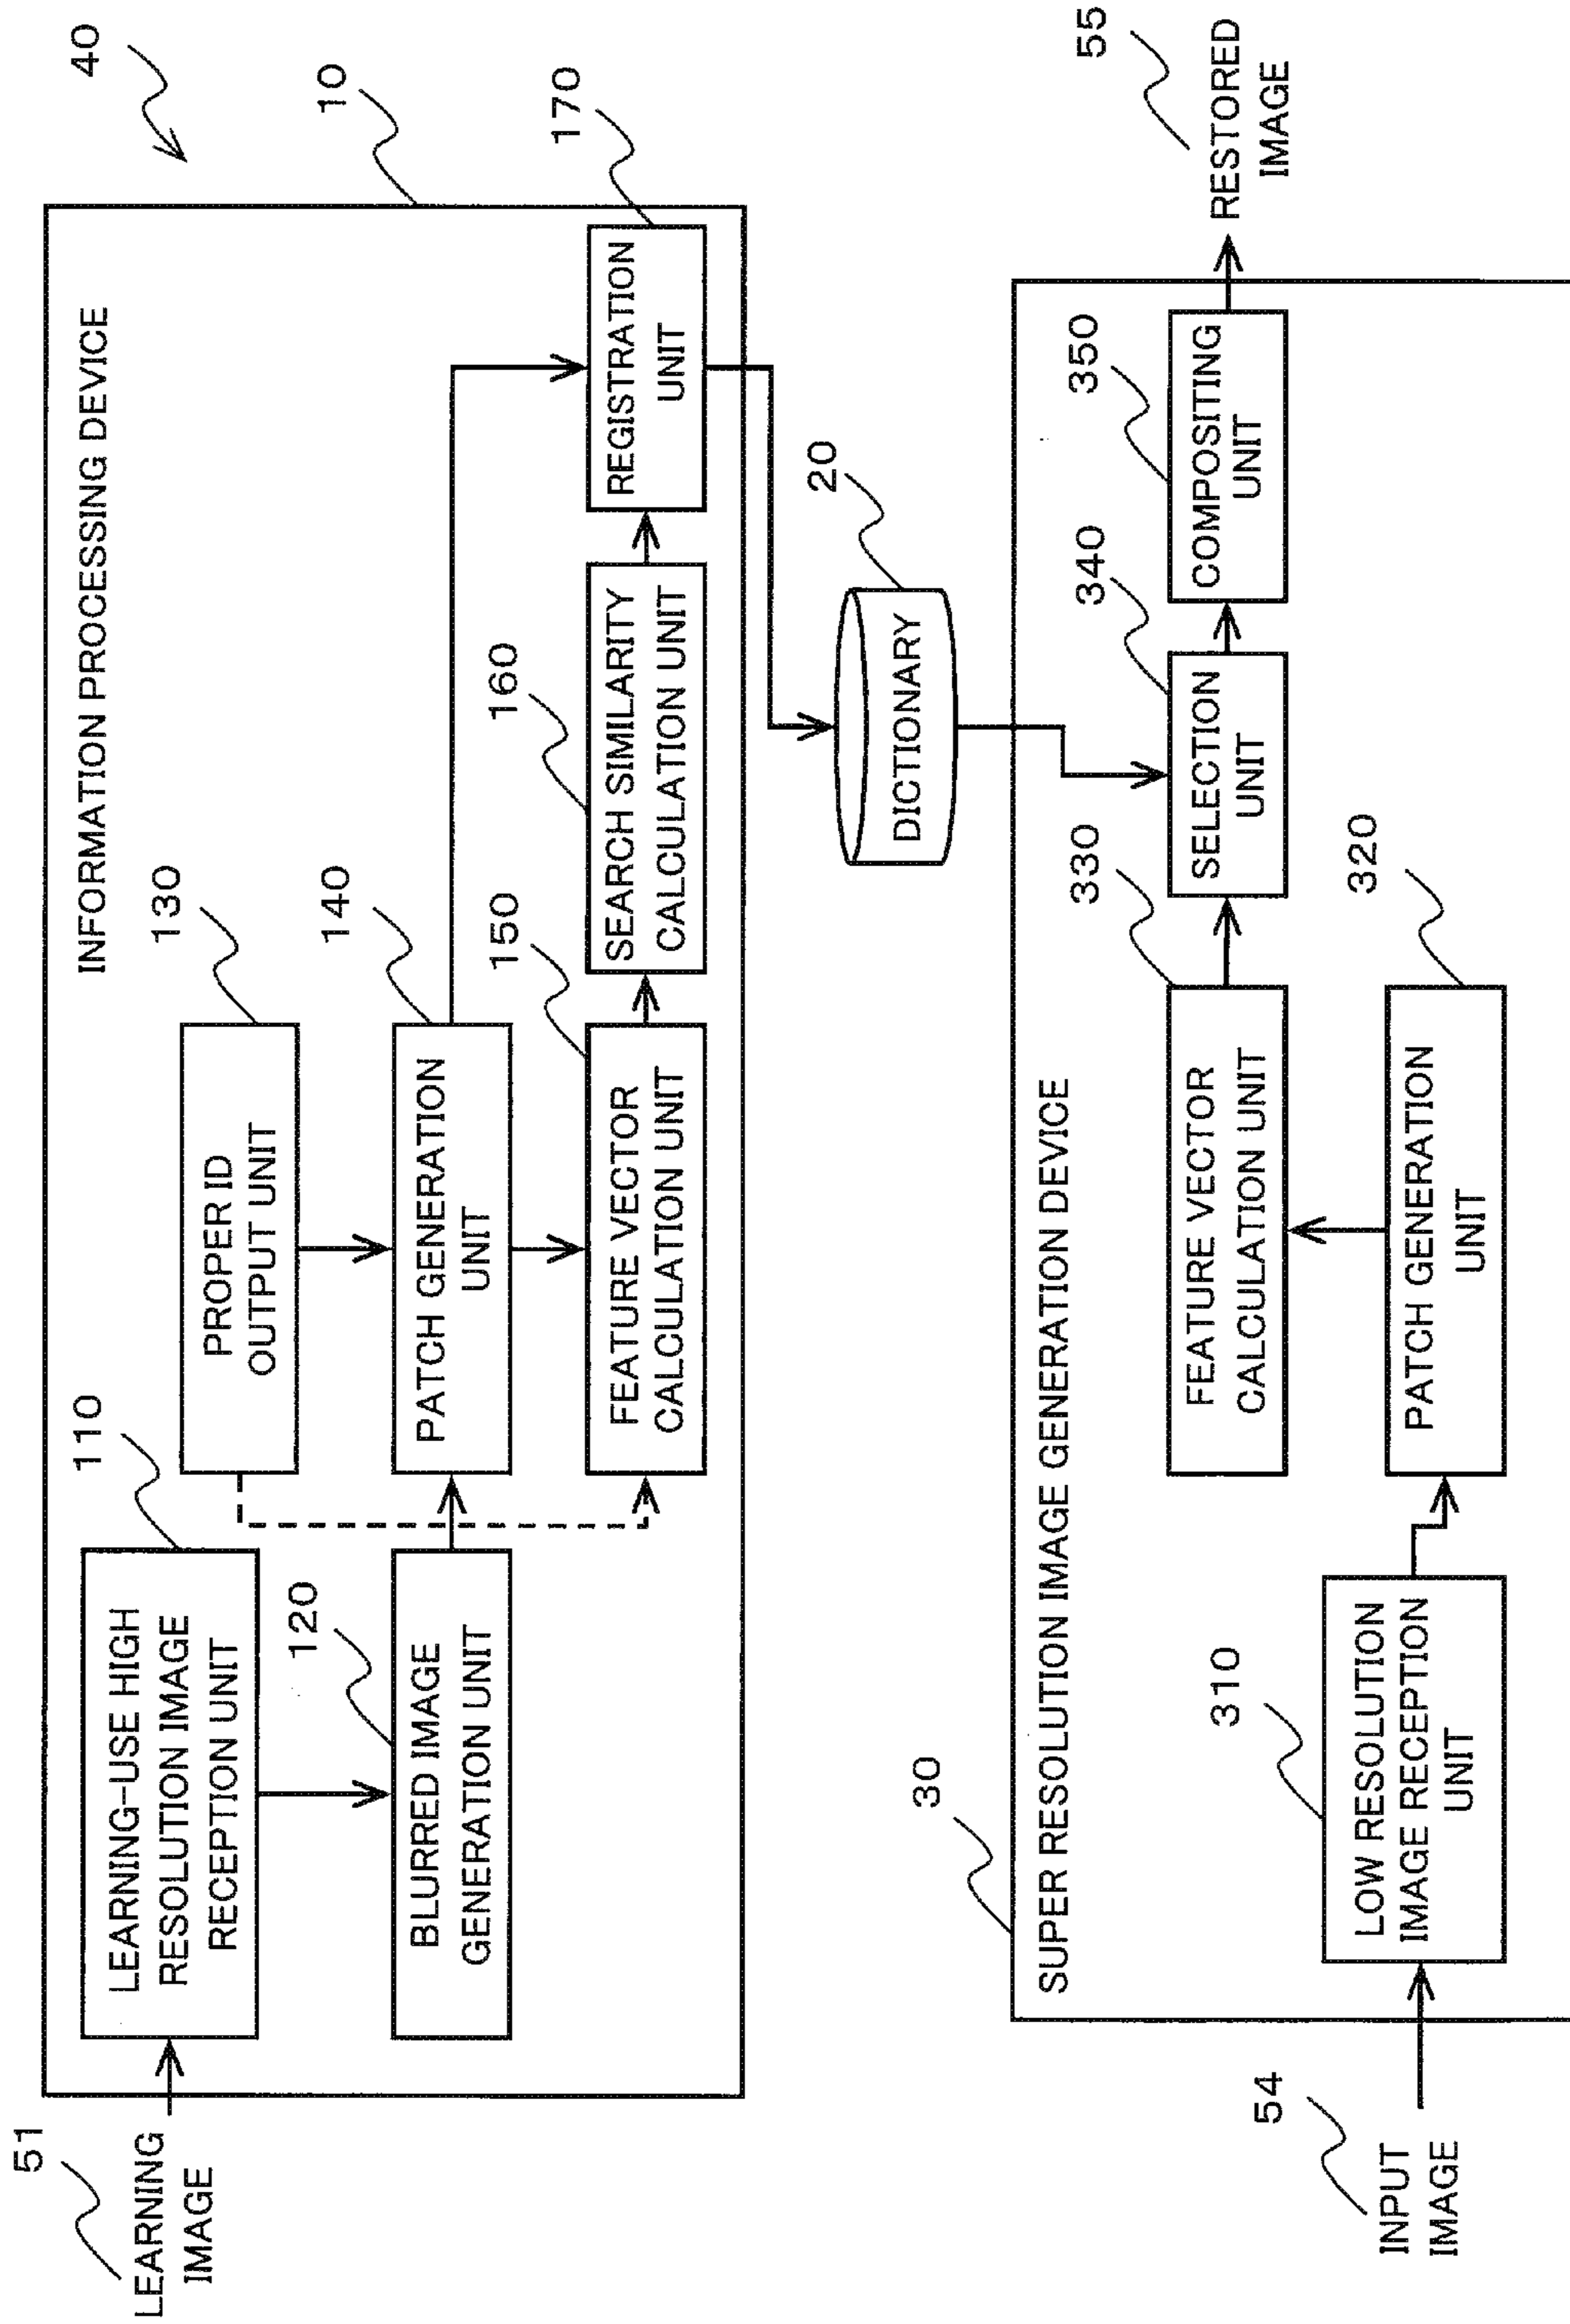 40
INFORMATION PROCESSING DEVICE
10
51
LEARNING
IMAGE
110
LEARNING-USE HIGH
RESOLUTION IMAGE
RECEPTION UNIT
130
PROPER ID
OUTPUT UNIT
120
BLURRED IMAGE
GENERATION UNIT
140
PATCH GENERATION
UNIT
150
FEATURE VECTOR
CALCULATION UNIT
160
SEARCH SIMILARITY
CALCULATION UNIT
170
REGISTRATION
UNIT
20
DICTIONARY
30
SUPER RESOLUTION IMAGE GENERATION DEVICE
330
FEATURE VECTOR
CALCULATION UNIT
340
SELECTION
UNIT
350
COMPOSITING
UNIT
55
RESTORED
IMAGE
54
INPUT
IMAGE
310
LOW RESOLUTION
IMAGE RECEPTION
UNIT
320
PATCH GENERATION
UNIT